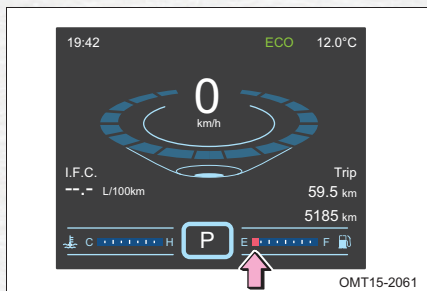 19:42 ECO 12.0°C
0
km/h
I.F.C. Trip
--.- L/100km 59.5 km
5185 km
C H P E F
OMT15-2061